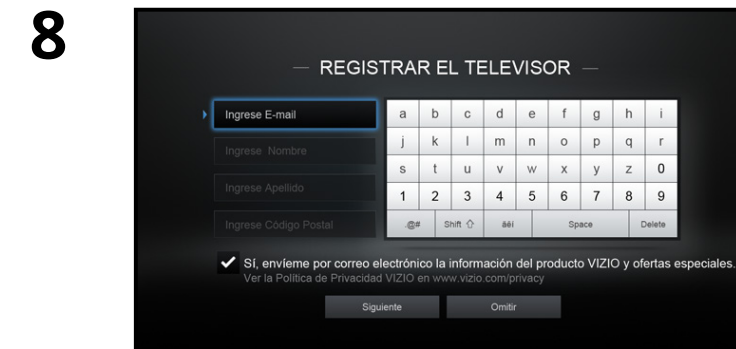 8
— REGISTRAR EL TELEVISOR —
Ingrese E-mail
Ingrese Nombre
Ingrese Apellido
Ingrese Código Postal
a b c d e f g h i
j k l m n o p q r
s t u v w x y z 0
1 2 3 4 5 6 7 8 9
.@# Shift áëì Space Delete
Sí, envíeme por correo electrónico la información del producto VIZIO y ofertas especiales.
Ver la Política de Privacidad VIZIO en www.vizio.com/privacy
Siguiente Omitir